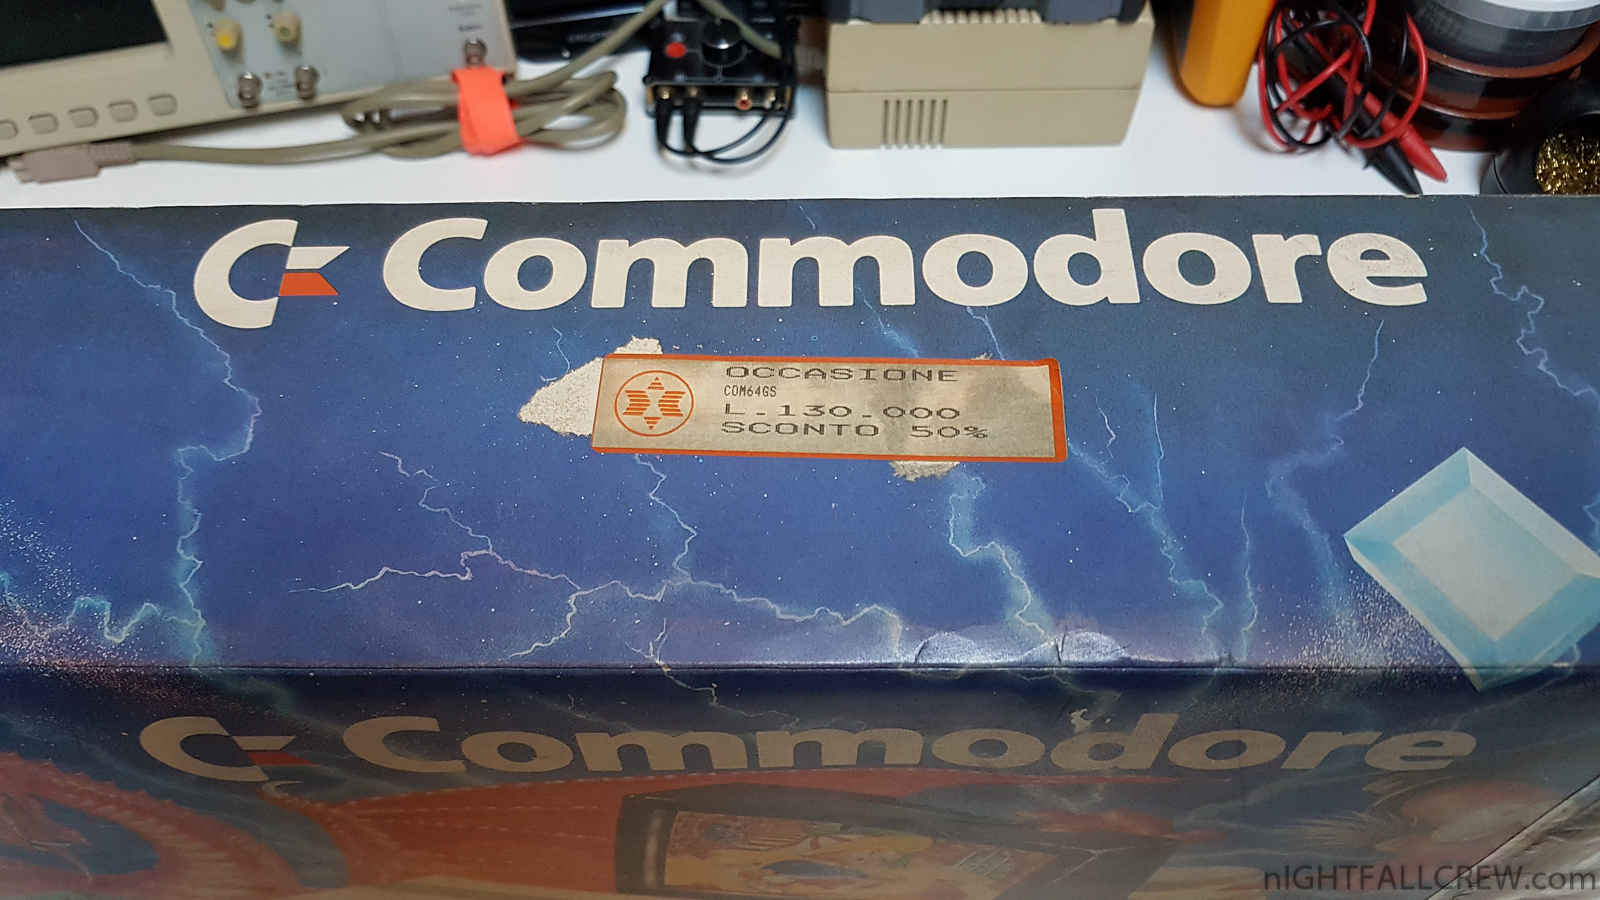 Commodore
OCCASIONE
COM64GS
L.130.000
SCONTO 50%
Commodore
nIGHTFALLCREW.com